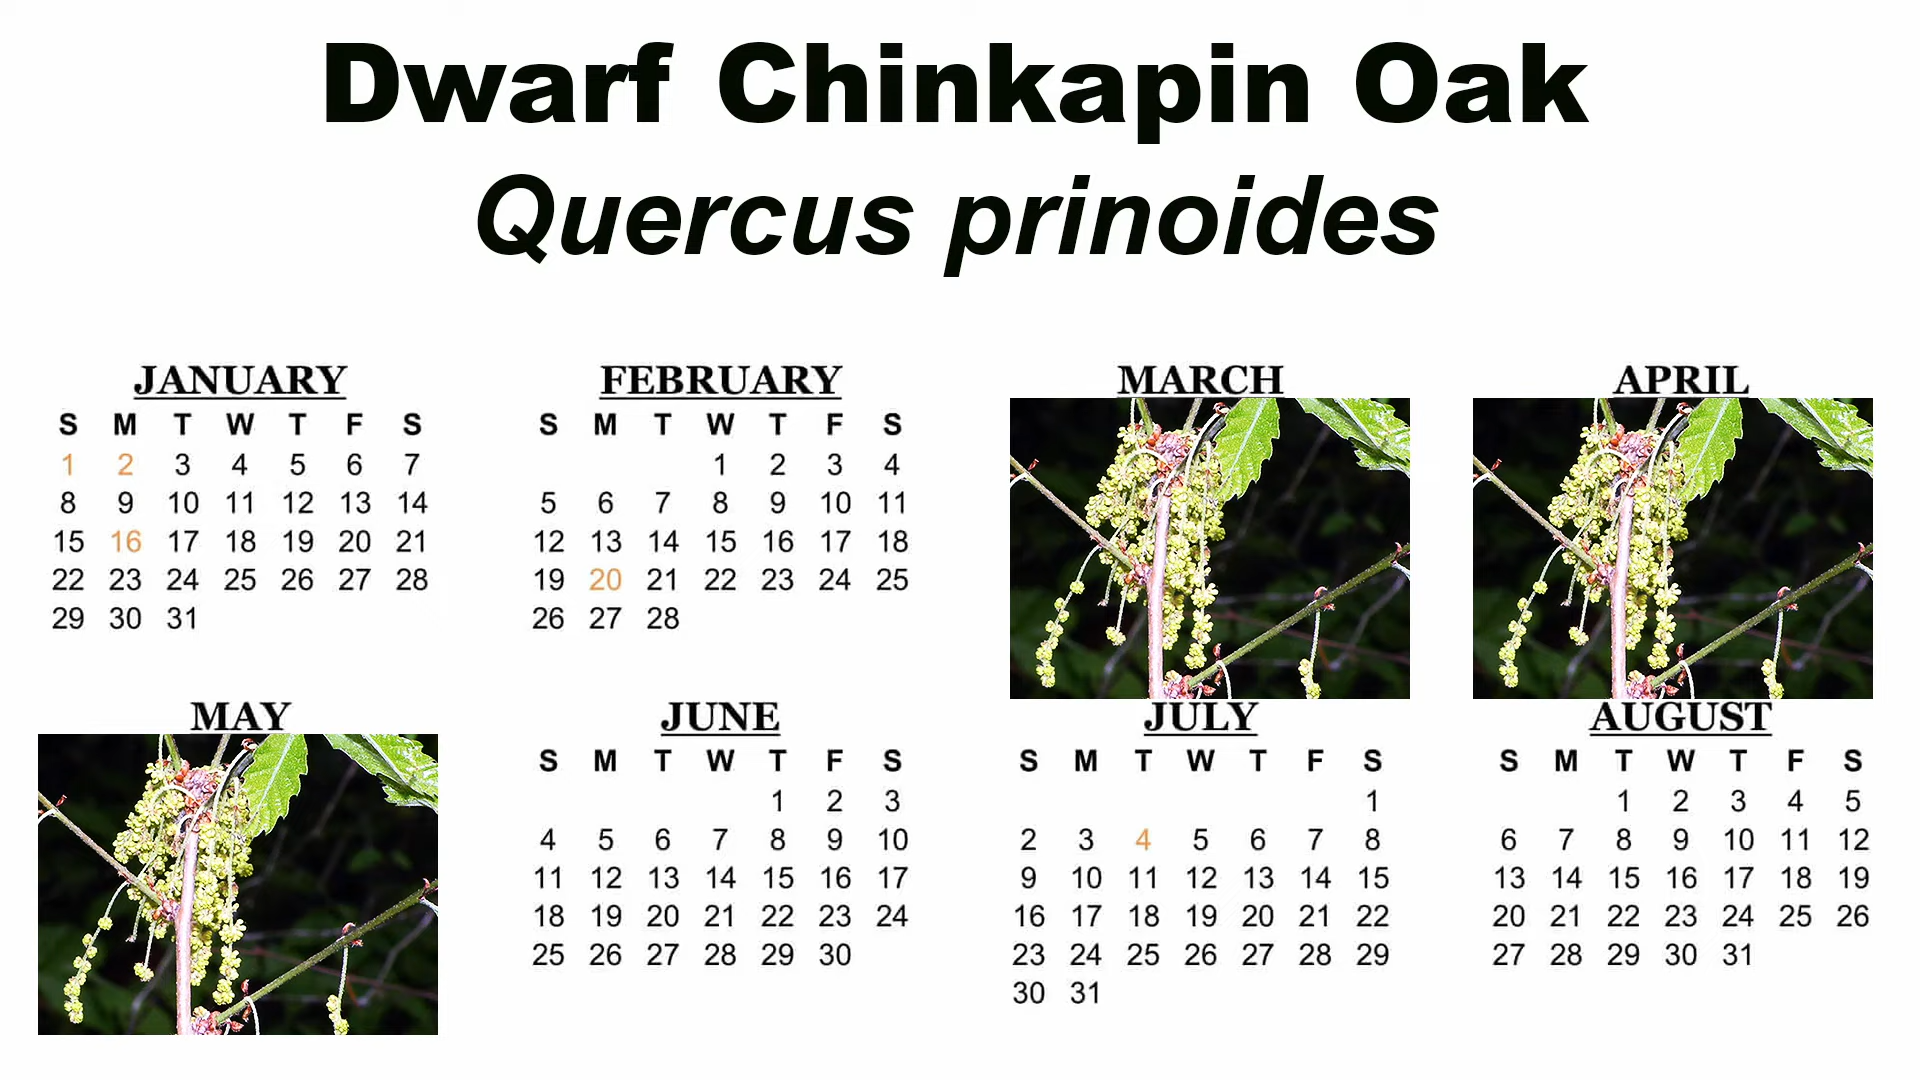 Dwarf Chinkapin Oak
Quercus prinoides
JANUARY
S M T W T F S
1 2 3 4 5 6 7
8 9 10 11 12 13 14
15 16 17 18 19 20 21
22 23 24 25 26 27 28
29 30 31
FEBRUARY
S M T W T F S
1 2 3 4
5 6 7 8 9 10 11
12 13 14 15 16 17 18
19 20 21 22 23 24 25
26 27 28
MARCH
APRIL
MAY
JUNE
S M T W T F S
1 2 3
4 5 6 7 8 9 10
11 12 13 14 15 16 17
18 19 20 21 22 23 24
25 26 27 28 29 30
JULY
S M T W T F S
1
2 3 4 5 6 7 8
9 10 11 12 13 14 15
16 17 18 19 20 21 22
23 24 25 26 27 28 29
30 31
AUGUST
S M T W T F S
1 2 3 4 5
6 7 8 9 10 11 12
13 14 15 16 17 18 19
20 21 22 23 24 25 26
27 28 29 30 31